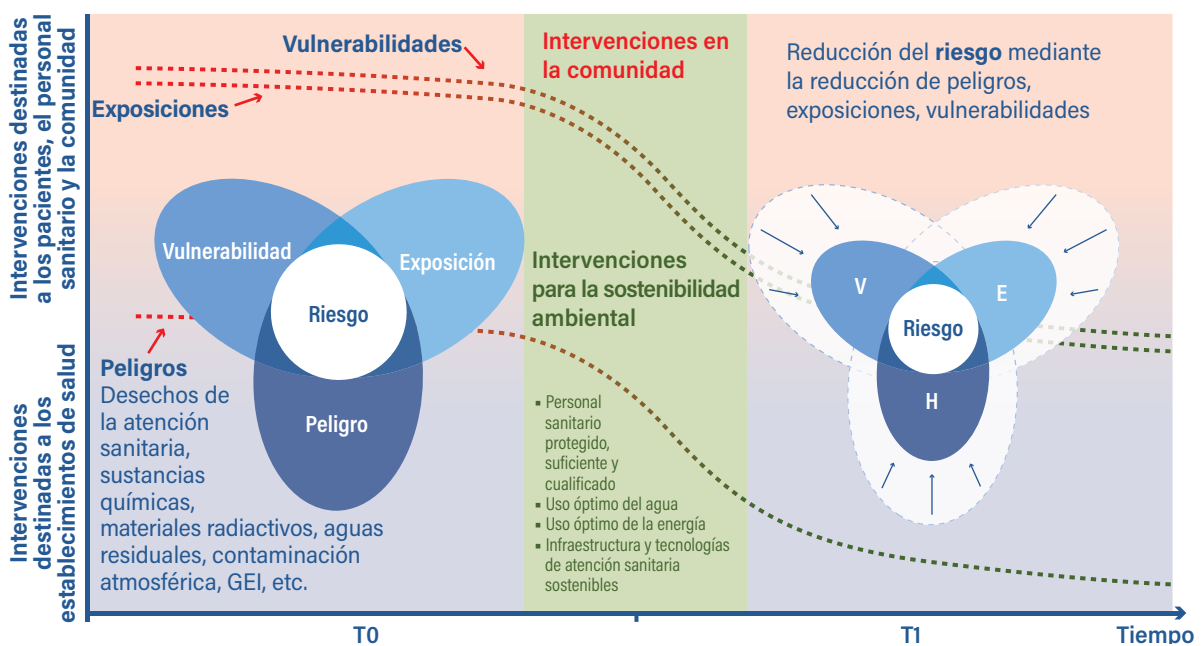 Intervenciones destinadas
a los pacientes, el personal
sanitario y la comunidad
Intervenciones
destinadas a los
establecimientos de salud
Vulnerabilidades
Exposiciones
Vulnerabilidad
Exposición
Riesgo
Peligro
Peligros
Desechos de
la atención
sanitaria,
sustancias
químicas,
materiales radiactivos, aguas
residuales, contaminación
atmosférica, GEI, etc.
Intervenciones en
la comunidad
Intervenciones
para la sostenibilidad
ambiental
▪ Personal
sanitario
protegido,
suficiente y
cualificado
▪ Uso óptimo del agua
▪ Uso óptimo de la energía
▪ Infraestructura y tecnologías
de atención sanitaria
sostenibles
Reducción del riesgo mediante
la reducción de peligros,
exposiciones, vulnerabilidades
V
E
Riesgo
H
T0
T1
Tiempo